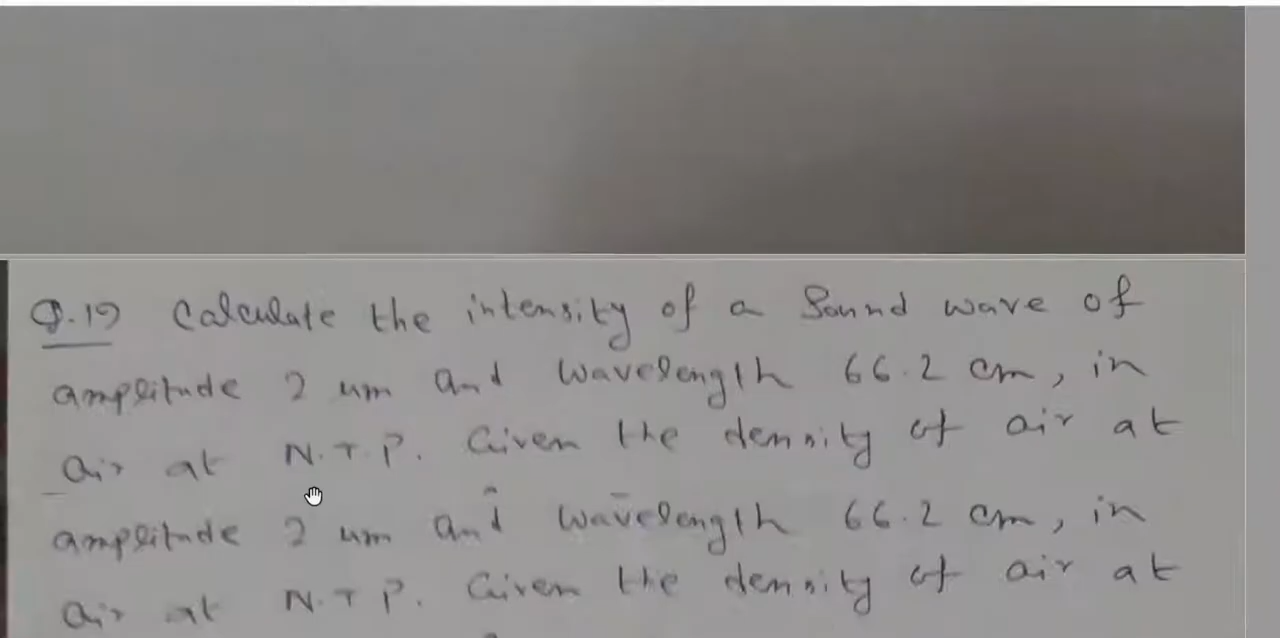 Q.19 Calculate the intensity of a Sound wave of
amplitude 2 um and wavelength 66.2 cm, in
air at N.T.P. Given the density of air at
amplitude 2 um and wavelength 66.2 cm, in
air at N.T P. Given the density of air at